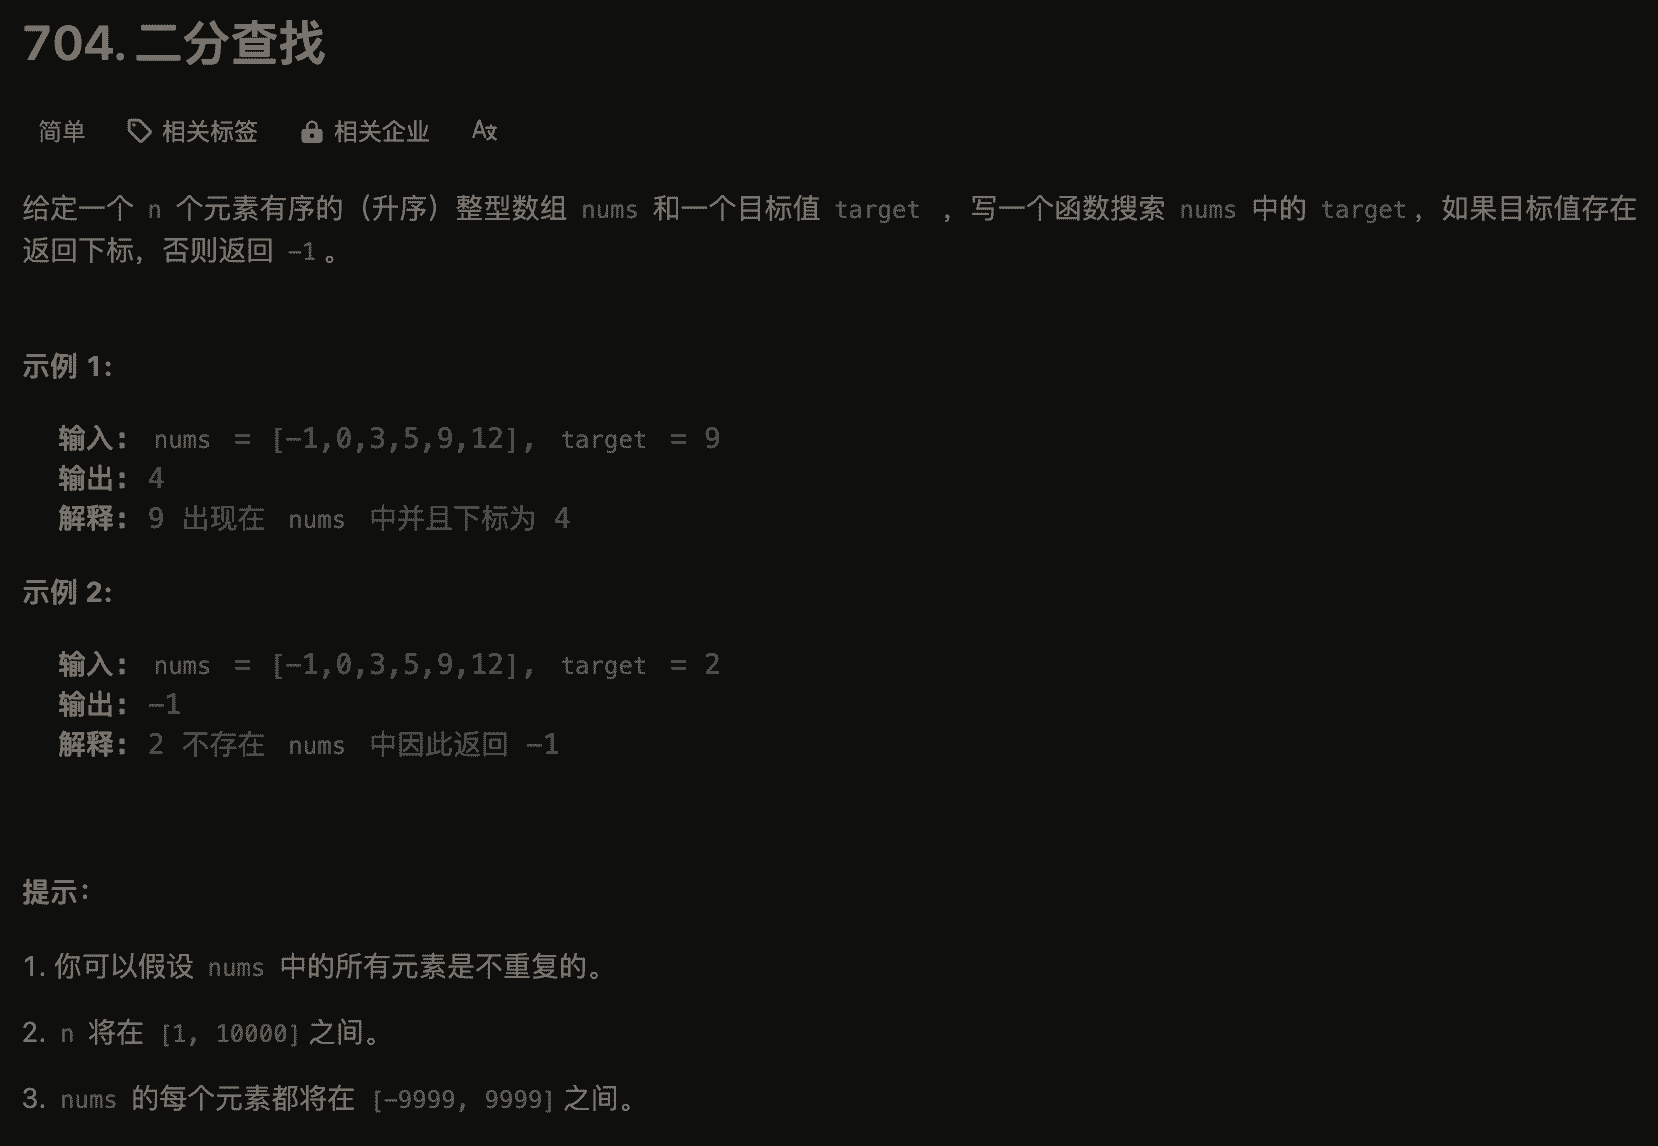 704. 二分查找
简单 相关标签 相关企业 A文
给定一个 n 个元素有序的（升序）整型数组 nums 和一个目标值 target ，写一个函数搜索 nums 中的 target，如果目标值存在
返回下标，否则返回 -1。
示例 1:
输入: nums = [-1,0,3,5,9,12], target = 9
输出: 4
解释: 9 出现在 nums 中并且下标为 4
示例 2:
输入: nums = [-1,0,3,5,9,12], target = 2
输出: -1
解释: 2 不存在 nums 中因此返回 -1
提示：
1. 你可以假设 nums 中的所有元素是不重复的。
2. n 将在 [1, 10000]之间。
3. nums 的每个元素都将在 [-9999, 9999]之间。